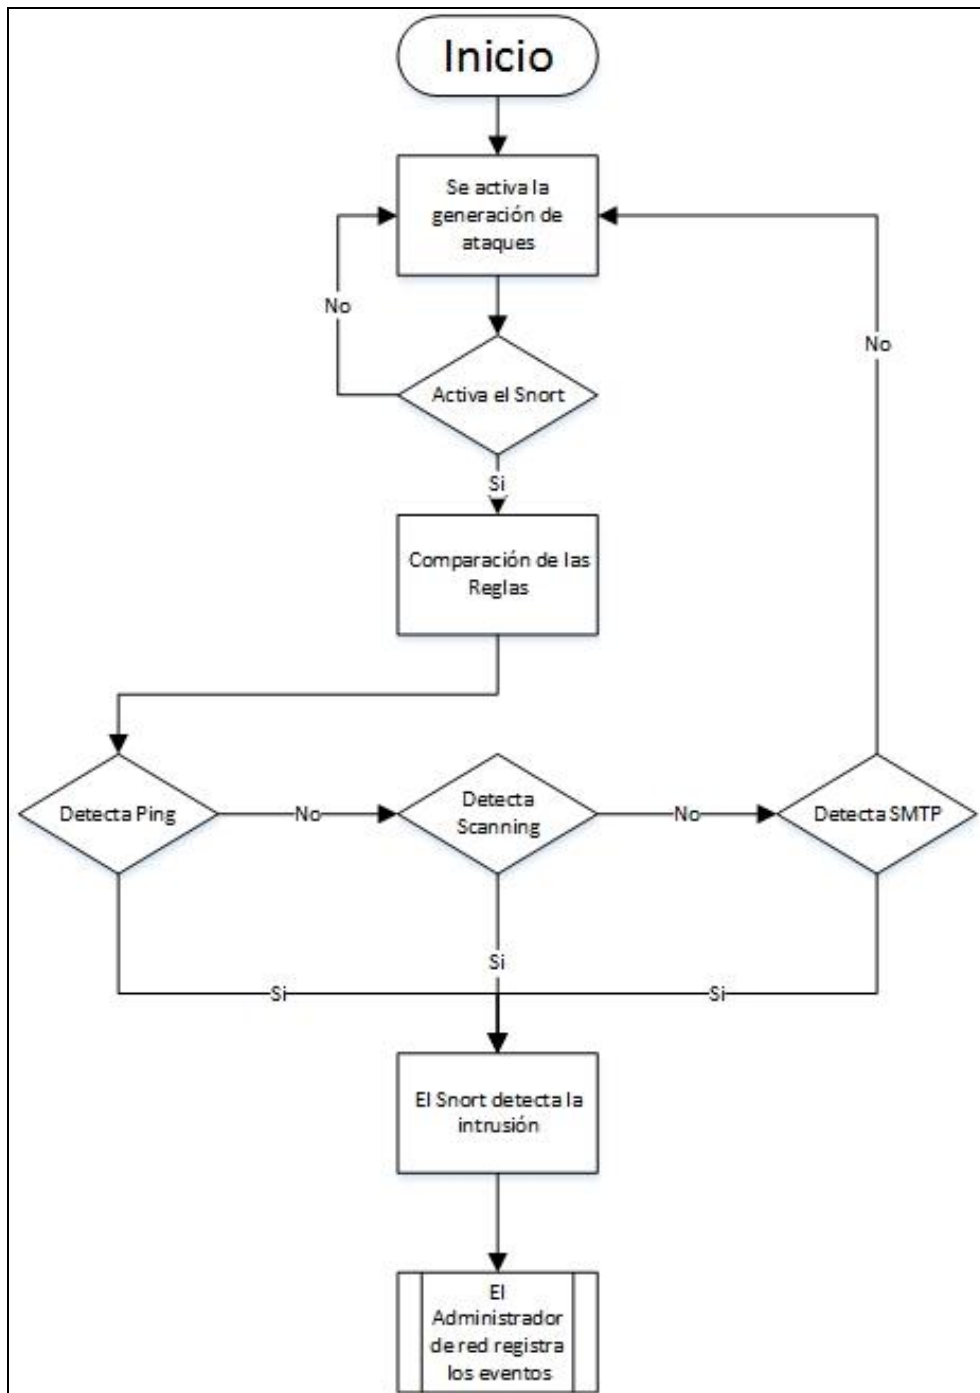 Inicio
Se activa la
generación de
ataques
No
No
Activa el Snort
Si
Comparación de las
Reglas
Detecta Ping
No
Detecta
Scanning
No
Detecta SMTP
Si
Si
Si
El Snort detecta la
intrusión
El
Administrador
de red registra
los eventos